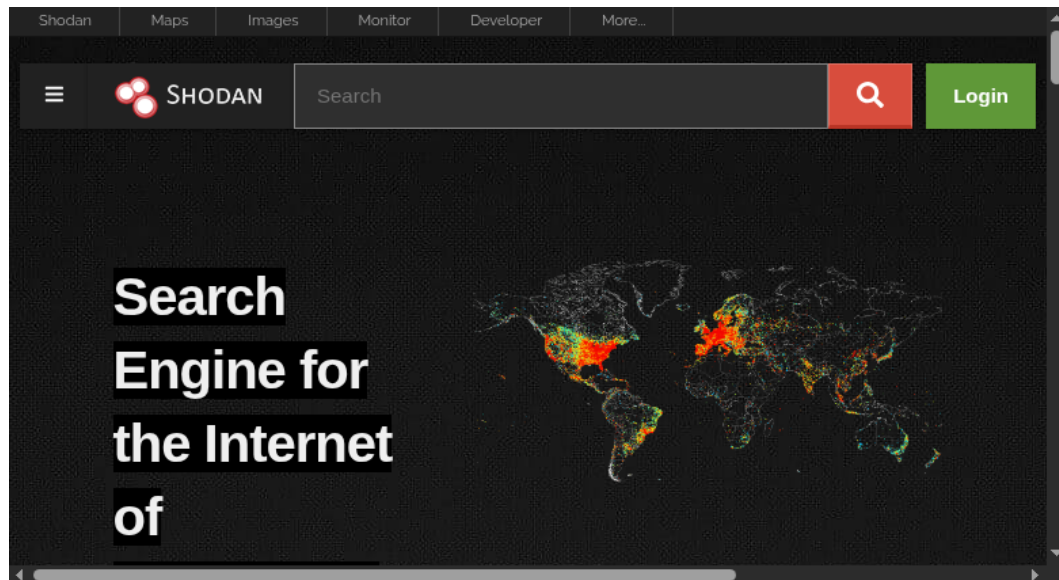 Shodan Maps Images Monitor Developer More...
SHODAN Search Login
Search
Engine for
the Internet
of